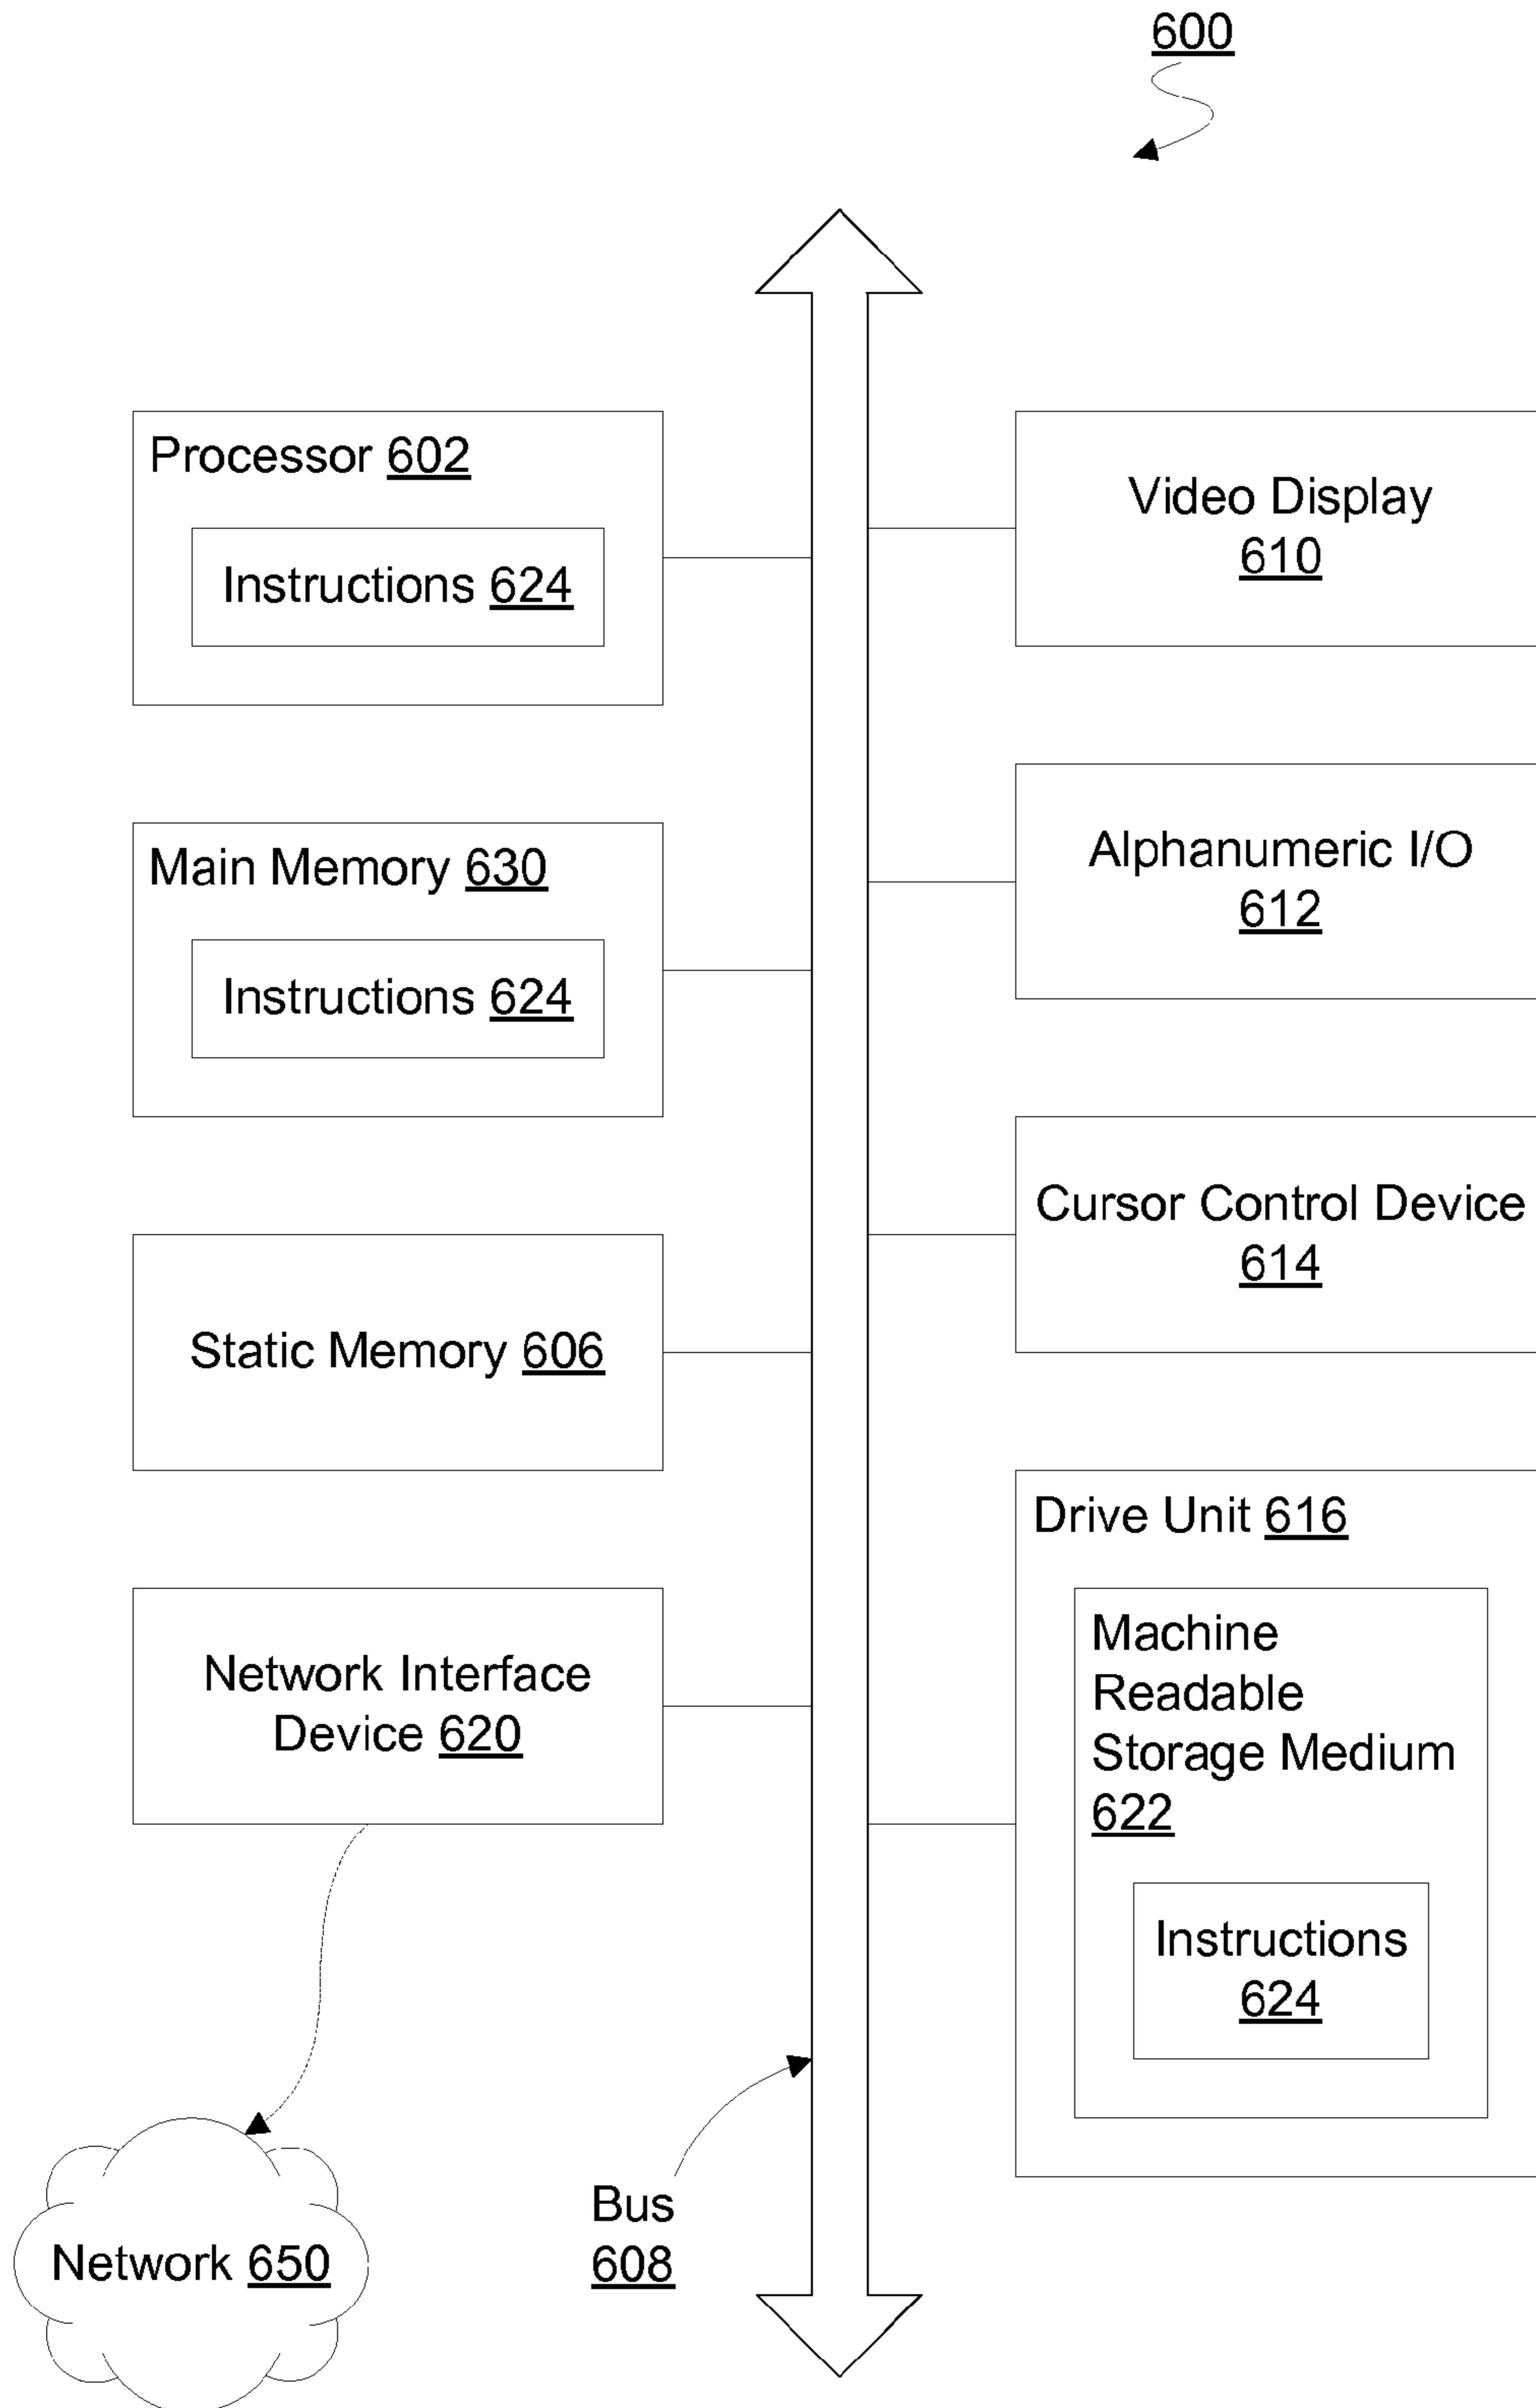 600
Processor 602
Instructions 624
Main Memory 630
Instructions 624
Static Memory 606
Network Interface
Device 620
Network 650
Bus
608
Video Display
610
Alphanumeric I/O
612
Cursor Control Device
614
Drive Unit 616
Machine
Readable
Storage Medium
622
Instructions
624